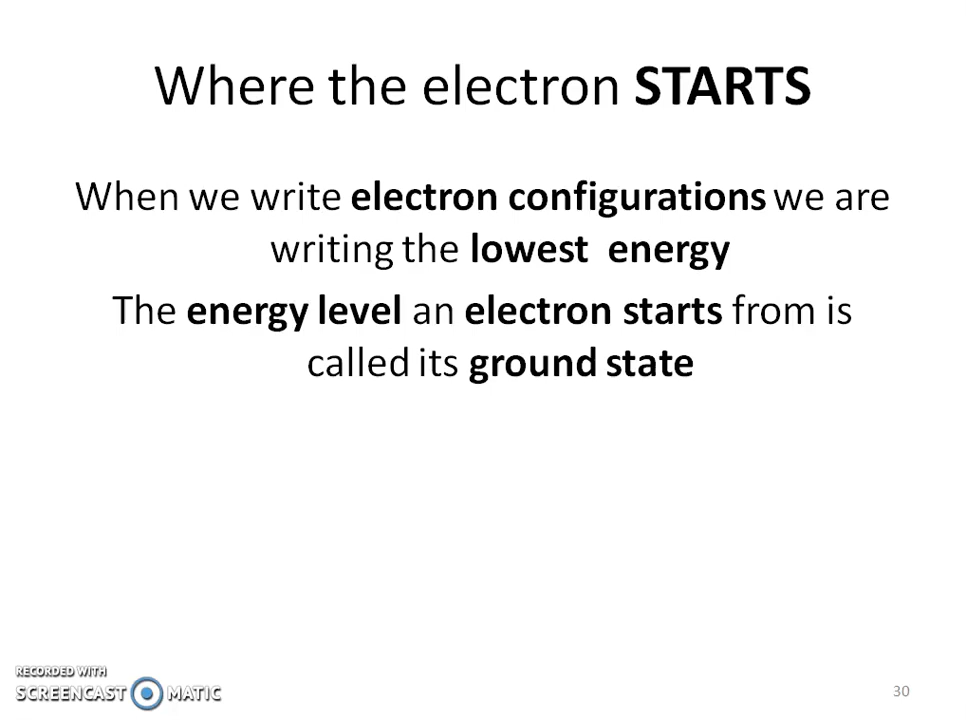 Where the electron STARTS
When we write electron configurations we are
writing the lowest energy
The energy level an electron starts from is
called its ground state
RECORDED WITH
SCREENCAST MATIC
30